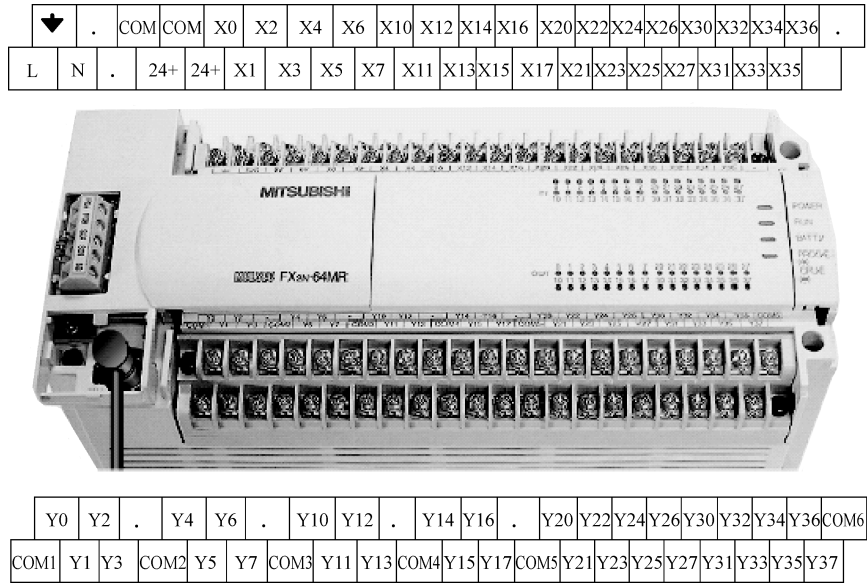 . COM COM X0 X2 X4 X6 X10 X12 X14 X16 X20 X22 X24 X26 X30 X32 X34 X36 .
L N . 24+ 24+ X1 X3 X5 X7 X11 X13 X15 X17 X21 X23 X25 X27 X31 X33 X35
MITSUBISHI
POWER
RUN
BATT.V
MELSEC FX2N-64MR
Y0 Y2 . Y4 Y6 . Y10 Y12 . Y14 Y16 . Y20 Y22 Y24 Y26 Y30 Y32 Y34 Y36 COM6
COM1 Y1 Y3 COM2 Y5 Y7 COM3 Y11 Y13 COM4 Y15 Y17 COM5 Y21 Y23 Y25 Y27 Y31 Y33 Y35 Y37